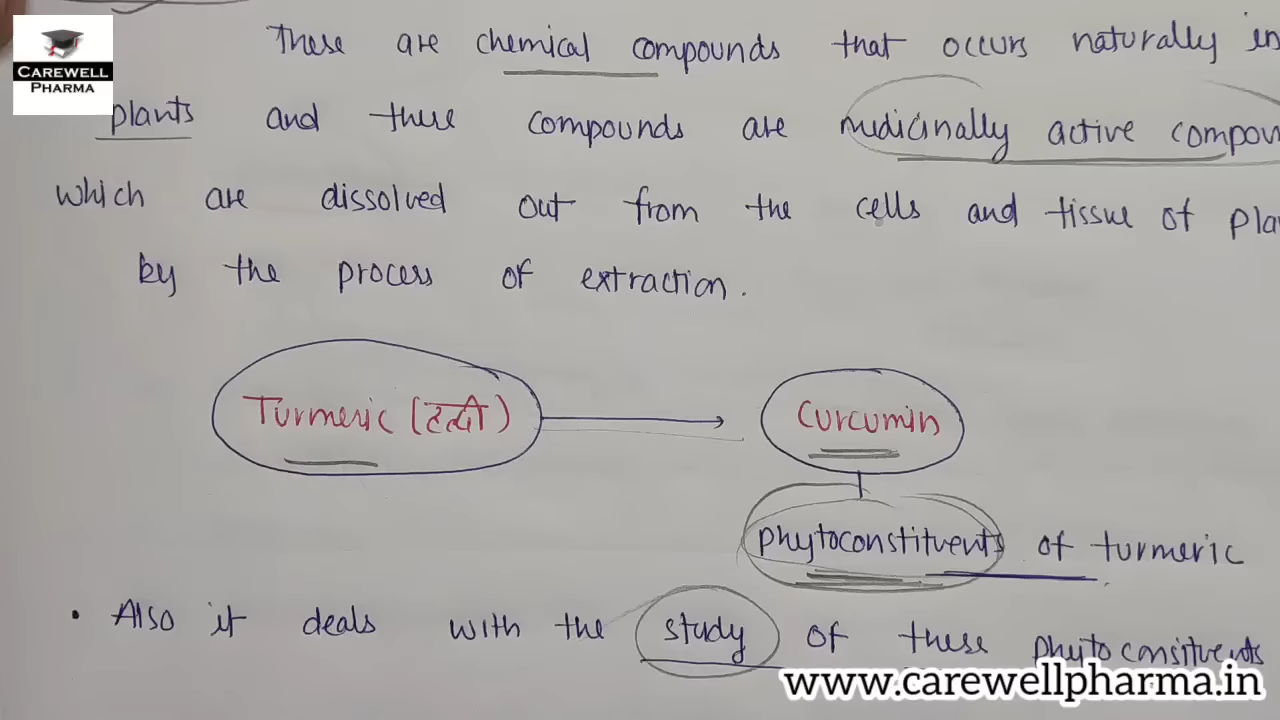 CAREWELL
PHARMA
These are chemical compounds that occurs naturally in
plants and these compounds are medicinally active compoun
which are dissolved out from the cells and tissue of pla
by the process of extraction.
Turmeric (हल्दी) → Curcumin
phytoconstituents of turmeric
• Also it deals with the study of these phytoconsituents
www.carewellpharma.in